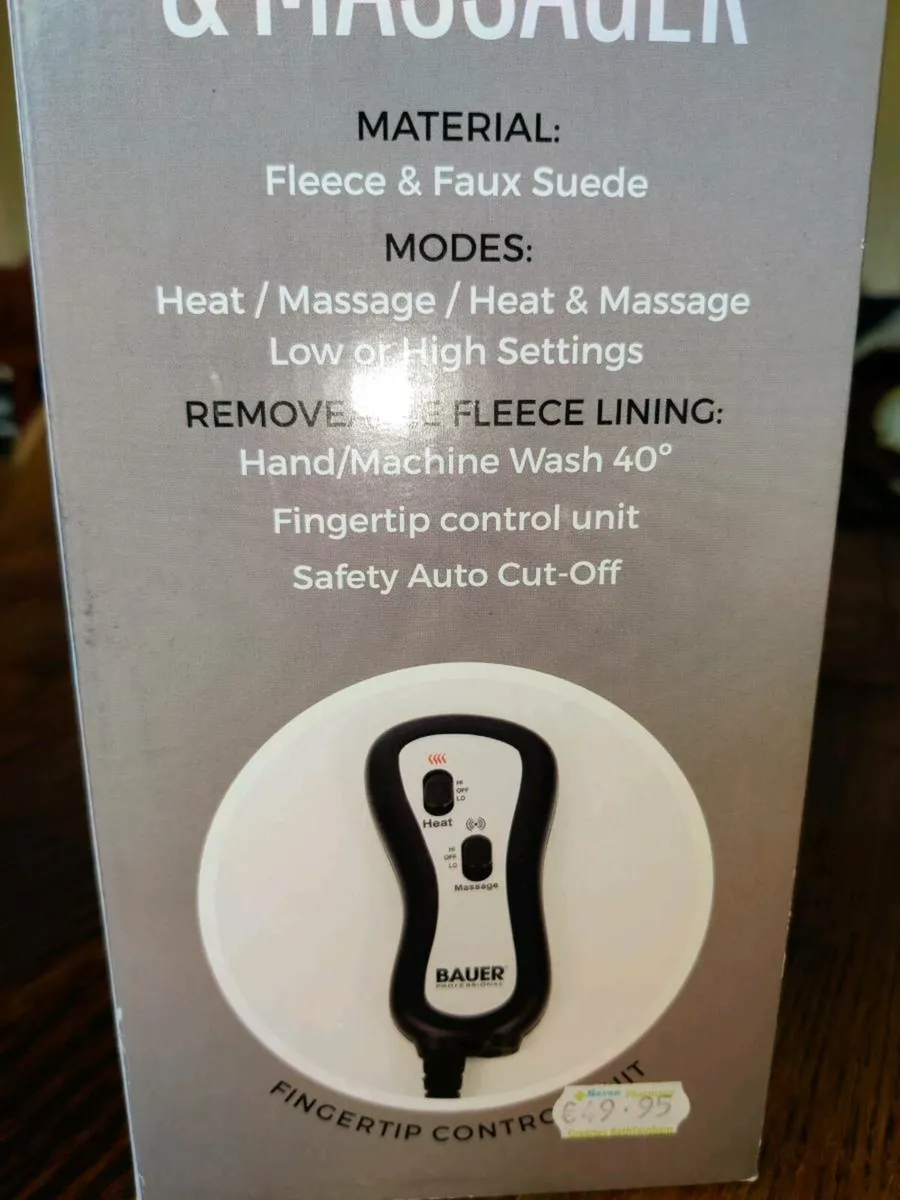 & MASSAGER
MATERIAL:
Fleece & Faux Suede
MODES:
Heat / Massage / Heat & Massage
Low or High Settings
REMOVEABLE FLEECE LINING:
Hand/Machine Wash 40°
Fingertip control unit
Safety Auto Cut-Off
HI
OFF
LO
Heat
HI
OFF
LO
Massage
BAUER
PROFESSIONAL
FINGERTIP CONTROL UNIT
Pharmacy
€49.95